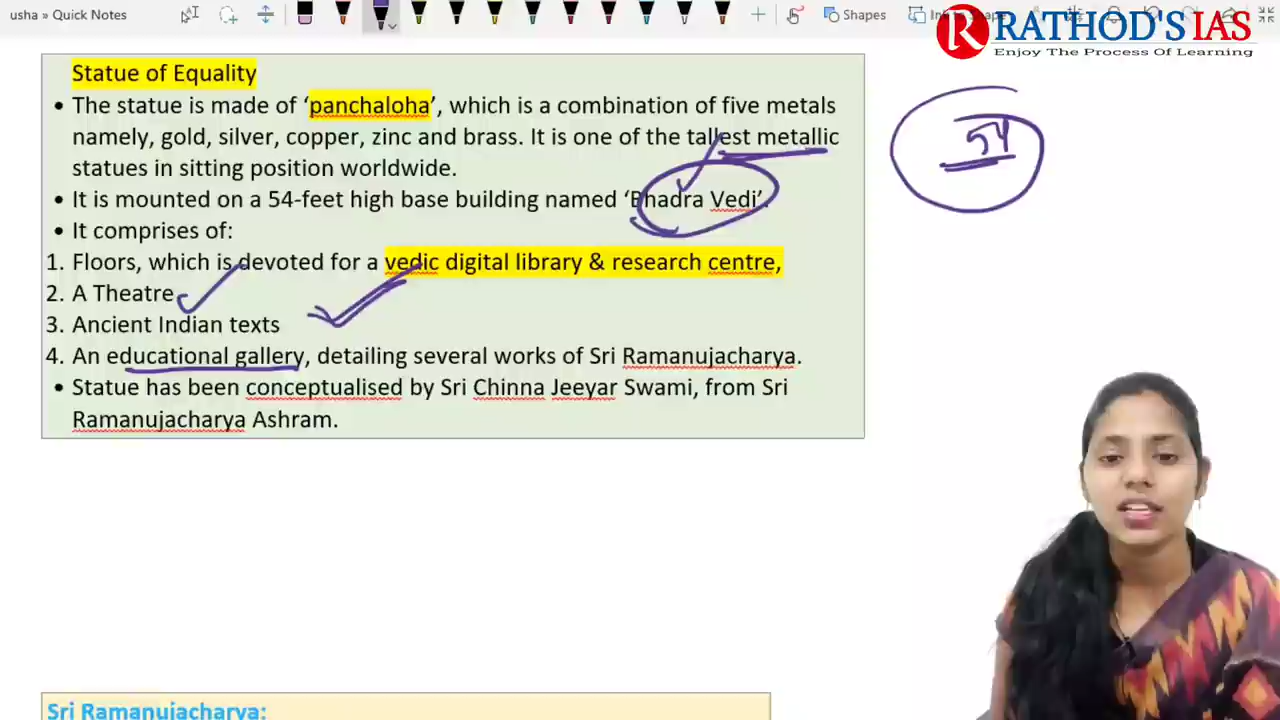 usha » Quick Notes
Shapes
RATHOD'S IAS
Enjoy The Process Of Learning
Statue of Equality
• The statue is made of ‘panchaloha’, which is a combination of five metals
namely, gold, silver, copper, zinc and brass. It is one of the tallest metallic
statues in sitting position worldwide.
• It is mounted on a 54-feet high base building named ‘Bhadra Vedi’.
• It comprises of:
1. Floors, which is devoted for a vedic digital library & research centre,
2. A Theatre
3. Ancient Indian texts
4. An educational gallery, detailing several works of Sri Ramanujacharya.
• Statue has been conceptualised by Sri Chinna Jeeyar Swami, from Sri
Ramanujacharya Ashram.
54
Sri Ramanujacharya: